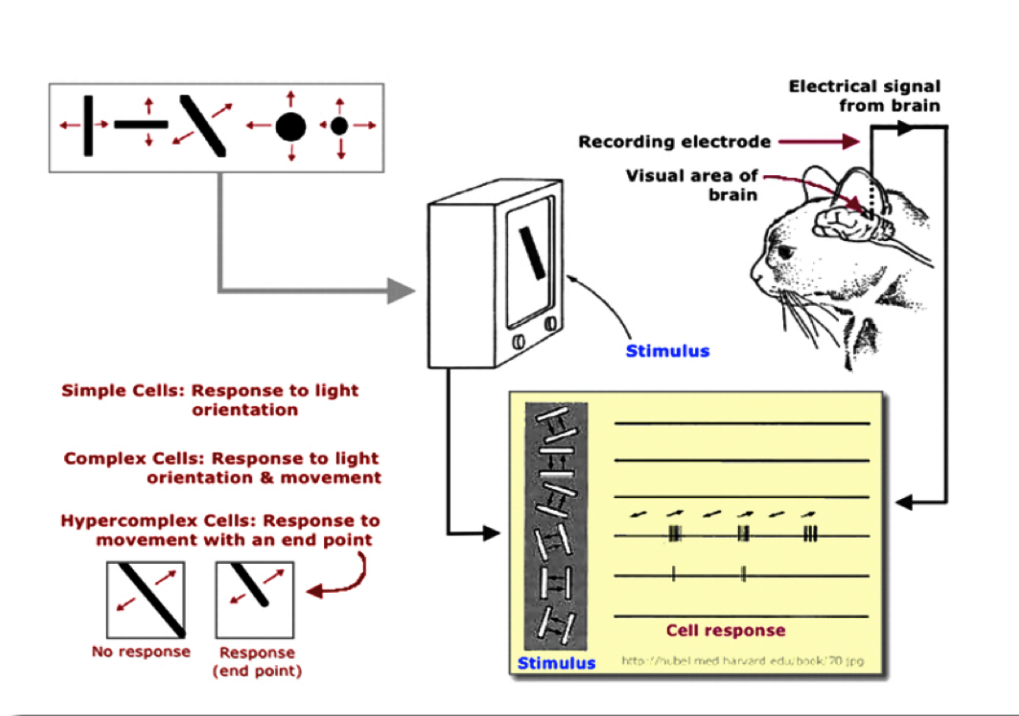 Electrical signal
from brain
Recording electrode
Visual area of
brain
Stimulus
Simple Cells: Response to light
orientation
Complex Cells: Response to light
orientation & movement
Hypercomplex Cells: Response to
movement with an end point
No response
Response
(end point)
Cell response
Stimulus
http://hubel.med.harvard.edu/book/70.jpg